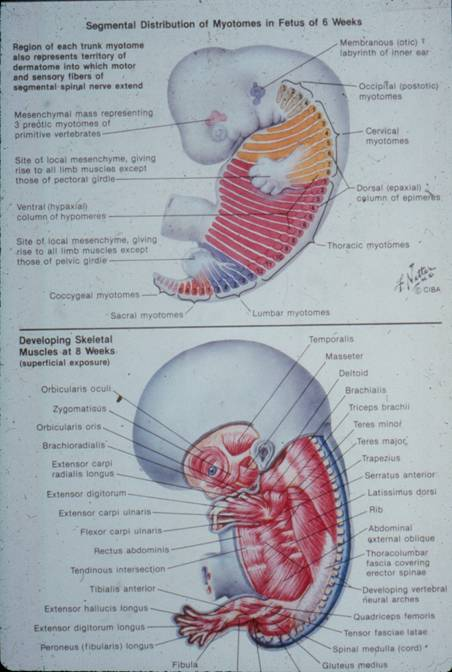 Segmental Distribution of Myotomes in Fetus of 6 Weeks
Region of each trunk myotome
also represents territory of
dermatome into which motor
and sensory fibers of
segmental spinal nerve extend
Mesenchymal mass representing
3 preotic myotomes of
primitive vertebrates
Site of local mesenchyme, giving
rise to all limb muscles except
those of pectoral girdle
Ventral (hypaxial)
column of hypomeres
Site of local mesenchyme, giving
rise to all limb muscles except
those of pelvic girdle
Coccygeal myotomes
Sacral myotomes
Lumbar myotomes
Membranous (otic)
labyrinth of inner ear
Occipital (postotic)
myotomes
Cervical
myotomes
Dorsal (epaxial)
column of epimeres
Thoracic myotomes
F. Netter
© CIBA
Developing Skeletal
Muscles at 8 Weeks
(superficial exposure)
Orbicularis oculi
Zygomatisus
Orbicularis oris
Brachioradialis
Extensor carpi
radialis longus
Extensor digitorum
Extensor carpi ulnaris
Flexor carpi ulnaris
Rectus abdominis
Tendinous intersection
Tibialis anterior
Extensor hallucis longus
Extensor digitorum longus
Peroneus (fibularis) longus
Fibula
Temporalis
Masseter
Deltoid
Brachialis
Triceps brachii
Teres minor
Teres major
Trapezius
Serratus anterior
Latissimus dorsi
Rib
Abdominal
external oblique
Thoracolumbar
fascia covering
erector spinae
Developing vertebral
neural arches
Quadriceps femoris
Tensor fasciae latae
Spinal medulla (cord)
Gluteus medius